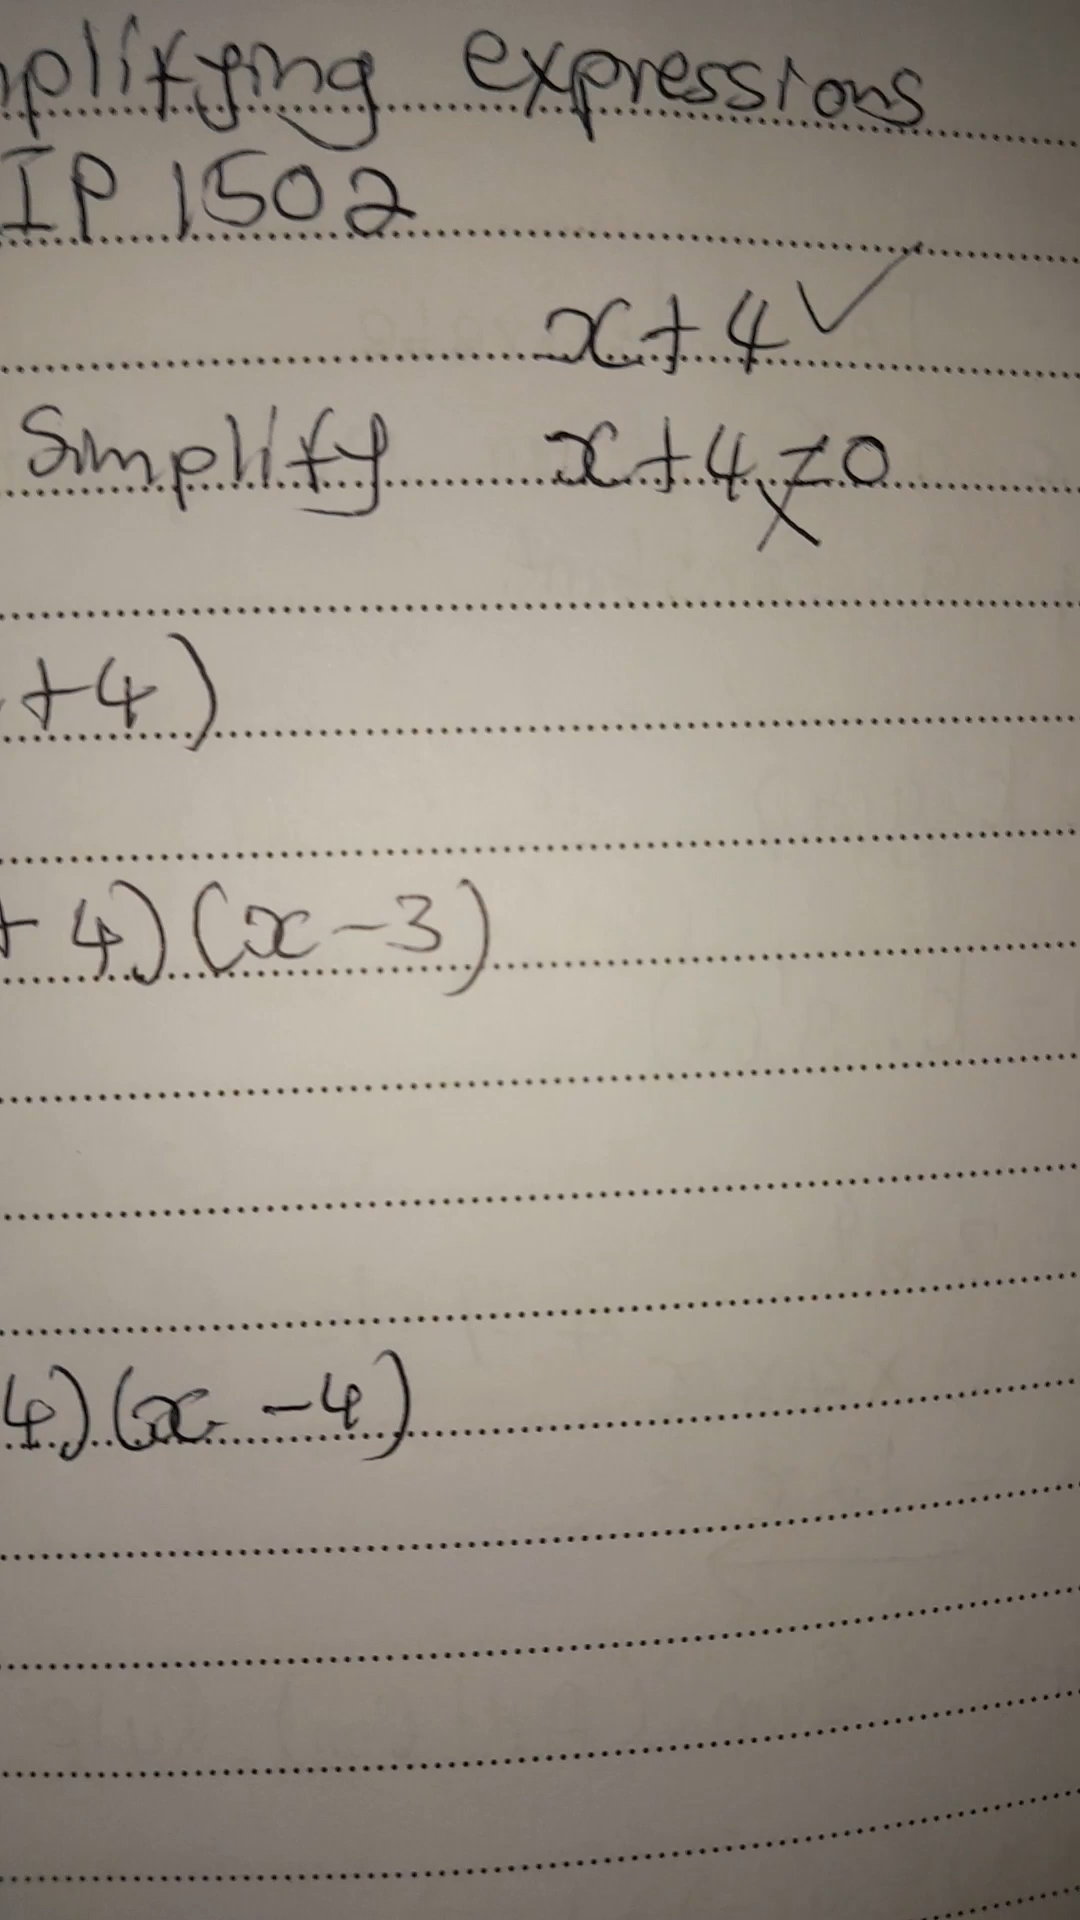 plifying expressions
IP 1502
x+4 ✓
Simplify x+4≠0
+4)
+ 4)(x-3)
4)(x -4)